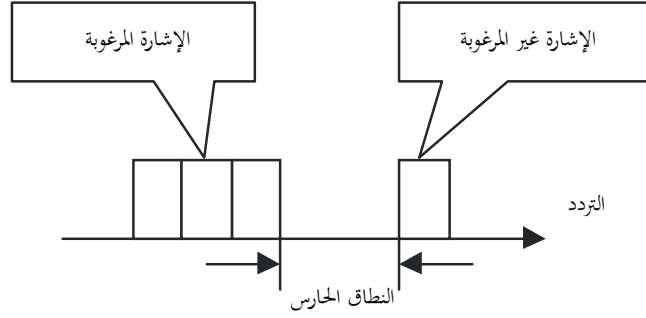 الإشارة المرغوبة
الإشارة غير المرغوبة
التردد
النطاق الحارس